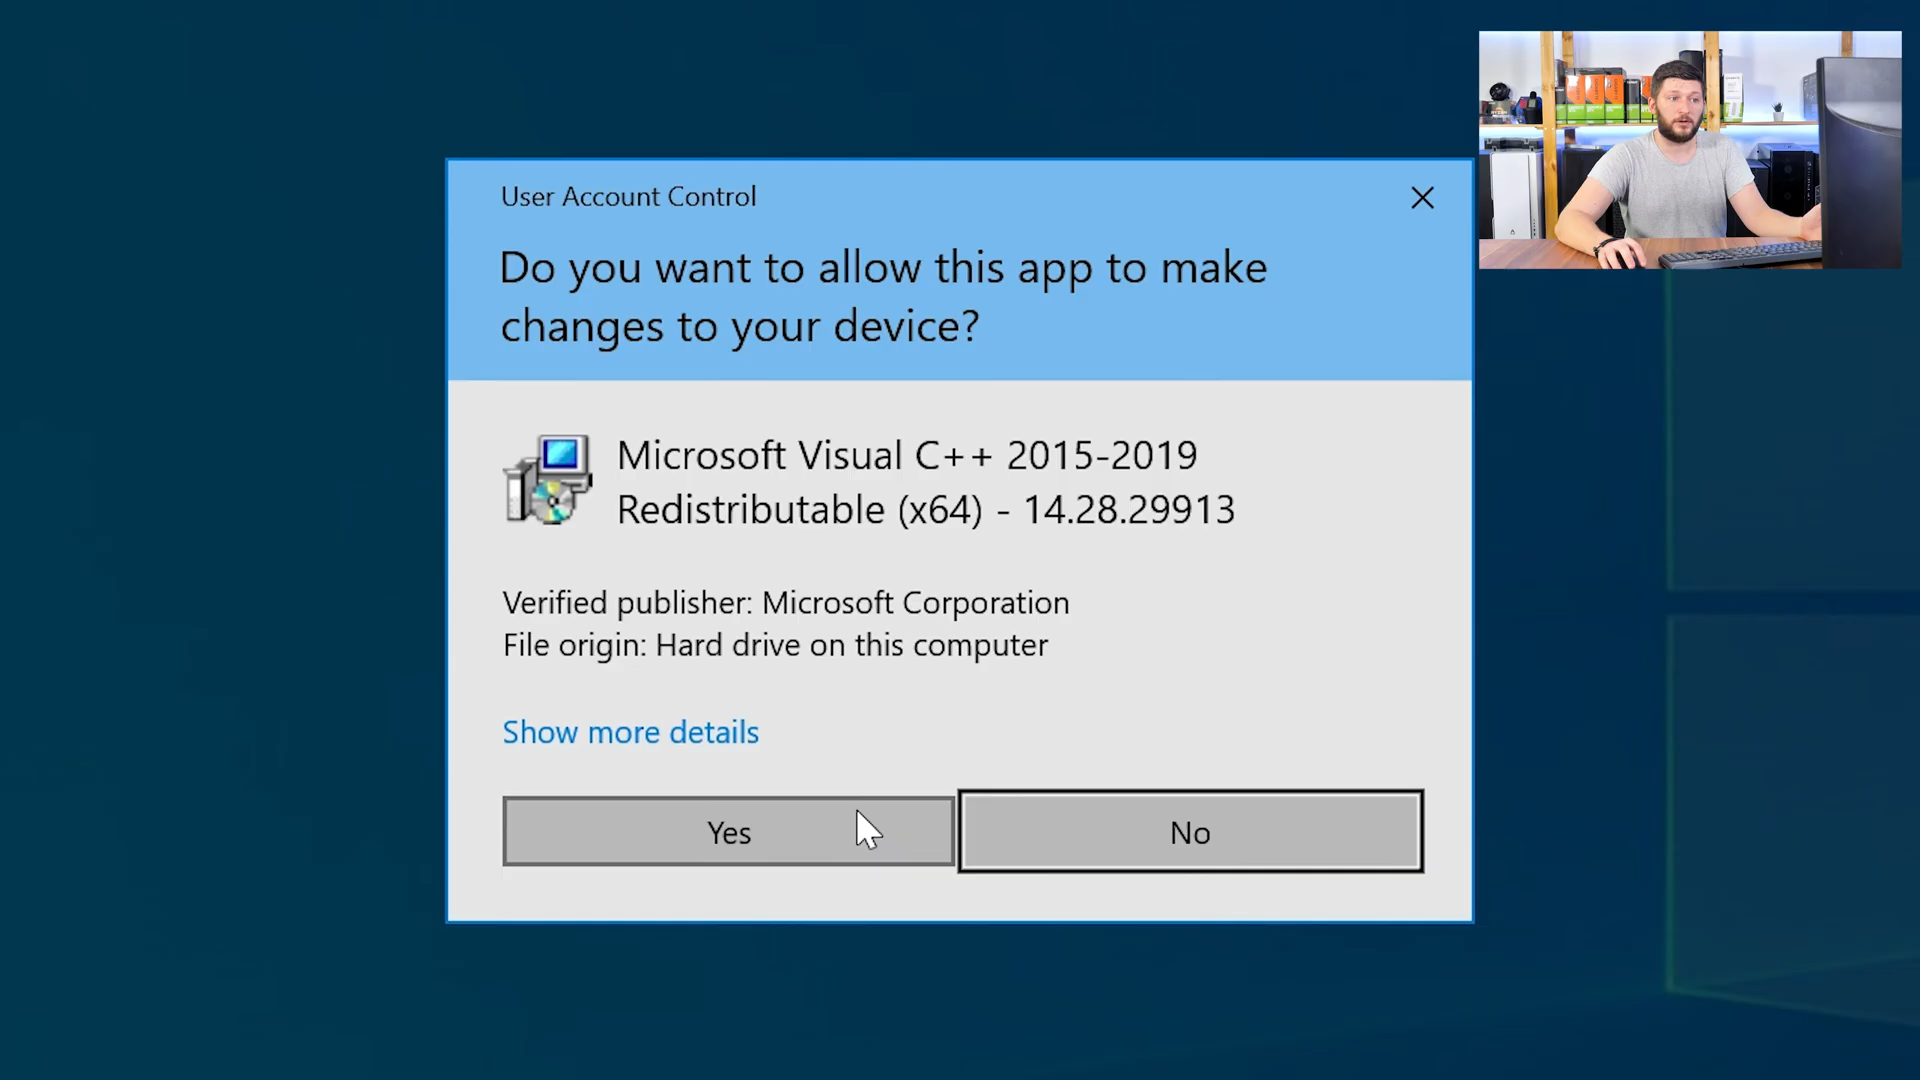 User Account Control
Do you want to allow this app to make
changes to your device?
Microsoft Visual C++ 2015-2019
Redistributable (x64) - 14.28.29913
Verified publisher: Microsoft Corporation
File origin: Hard drive on this computer
Show more details
Yes
No